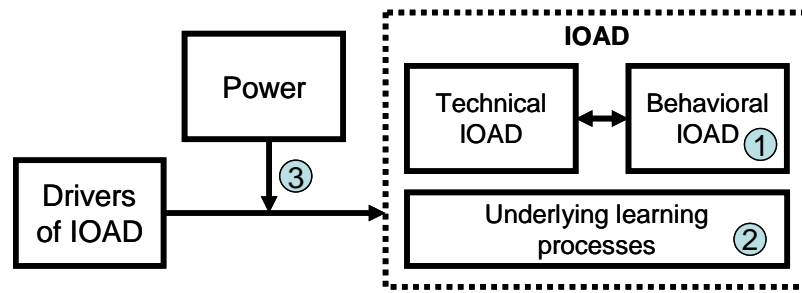 IOAD
Power
Technical
IOAD
Behavioral
IOAD
1
3
Drivers
of IOAD
Underlying learning
processes
2